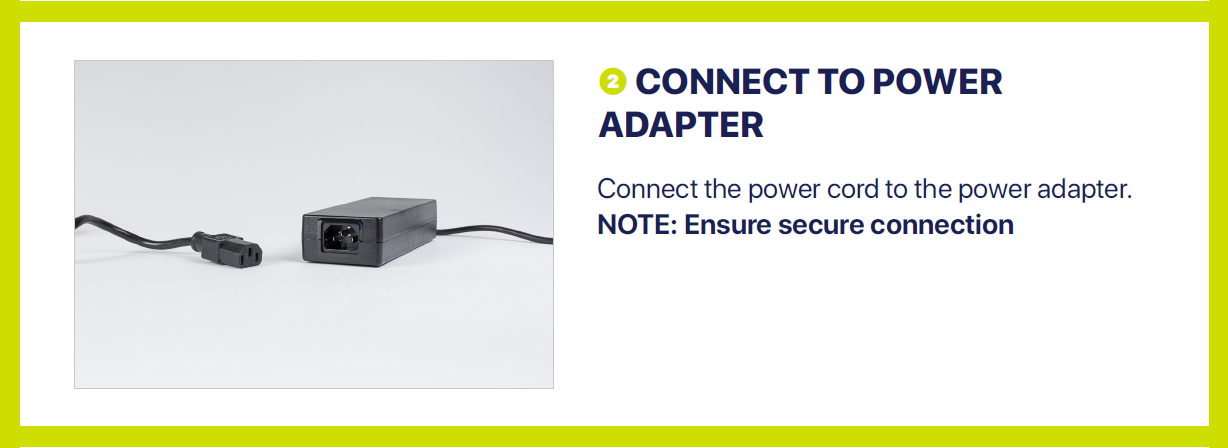 2 CONNECT TO POWER
ADAPTER
Connect the power cord to the power adapter.
NOTE: Ensure secure connection